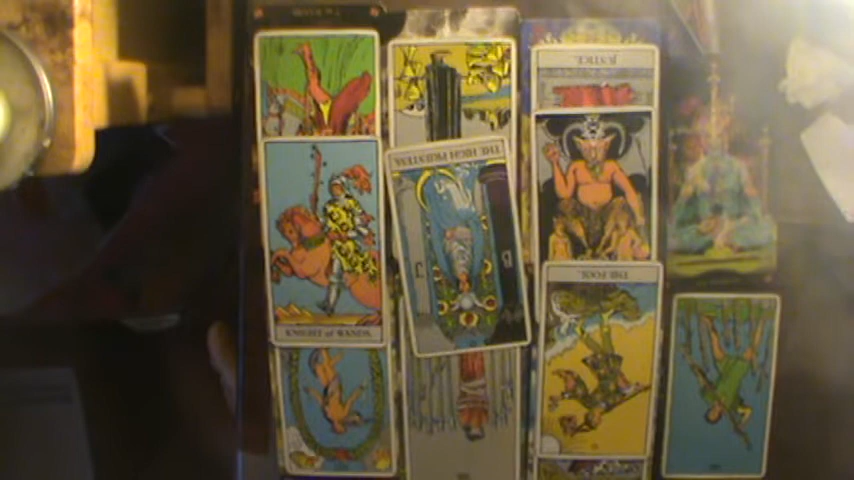 JUSTICE.
THE HIGH PRIESTESS.
THE FOOL.
KNIGHT of WANDS.